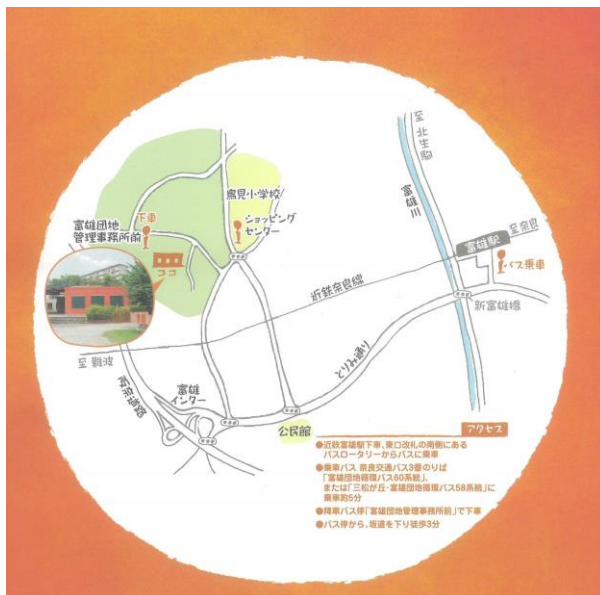 至 北生駒
富雄川
鳥見小学校
ショッピング
センター
下車
富雄団地
管理事務所前
ココ
富雄駅
至奈良
バス乗車
近鉄奈良線
新富雄橋
至 難波
とりみ通り
阪奈道路
富雄
インター
公民館
アクセス
●近鉄富雄駅下車、東口改札の南側にある
バスロータリーからバスに乗車
●乗車バス 奈良交通バス3番のりば
「富雄団地循環バス60系統」、
または「三松が丘・富雄団地循環バス58系統」に
乗車約5分
●降車バス停「富雄団地管理事務所前」で下車
●バス停から、坂道を下り徒歩3分